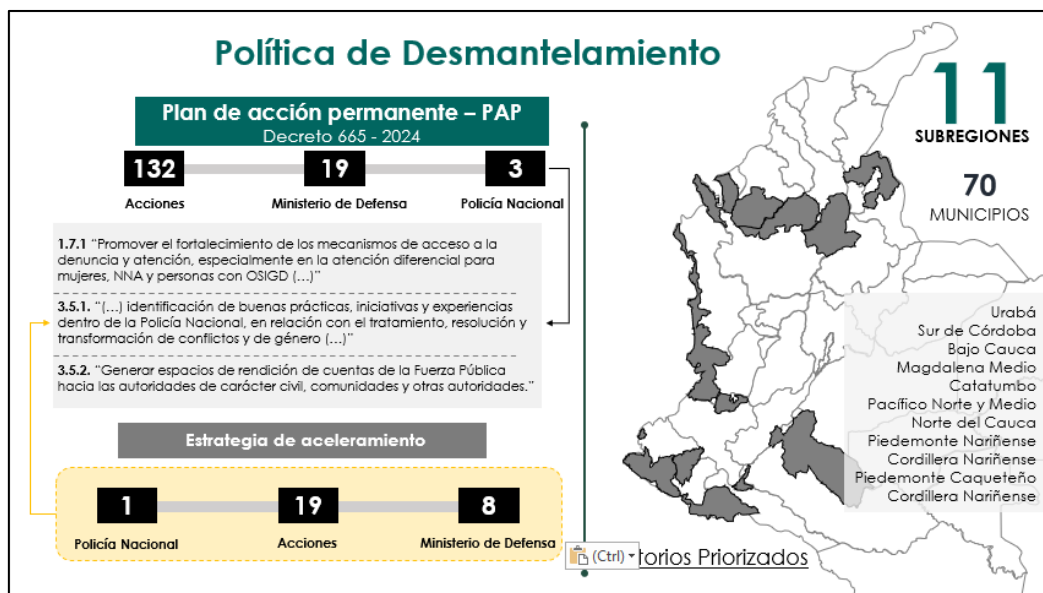 Política de Desmantelamiento
Plan de acción permanente – PAP
Decreto 665 - 2024
132
19
3
Acciones
Ministerio de Defensa
Policía Nacional
1.7.1 “Promover el fortalecimiento de los mecanismos de acceso a la
denuncia y atención, especialmente en la atención diferencial para
mujeres, NNA y personas con OSIGD (...)”
3.5.1. “(...) identificación de buenas prácticas, iniciativas y experiencias
dentro de la Policía Nacional, en relación con el tratamiento, resolución y
transformación de conflictos y de género (...)”
3.5.2. “Generar espacios de rendición de cuentas de la Fuerza Pública
hacia las autoridades de carácter civil, comunidades y otras autoridades.”
Estrategia de aceleramiento
1
19
8
Policía Nacional
Acciones
Ministerio de Defensa
11
SUBREGIONES
70
MUNICIPIOS
Urabá
Sur de Córdoba
Bajo Cauca
Magdalena Medio
Catatumbo
Pacífico Norte y Medio
Norte del Cauca
Piedemonte Nariñense
Cordillera Nariñense
Piedemonte Caqueteño
Cordillera Nariñense
(Ctrl)
torios Priorizados